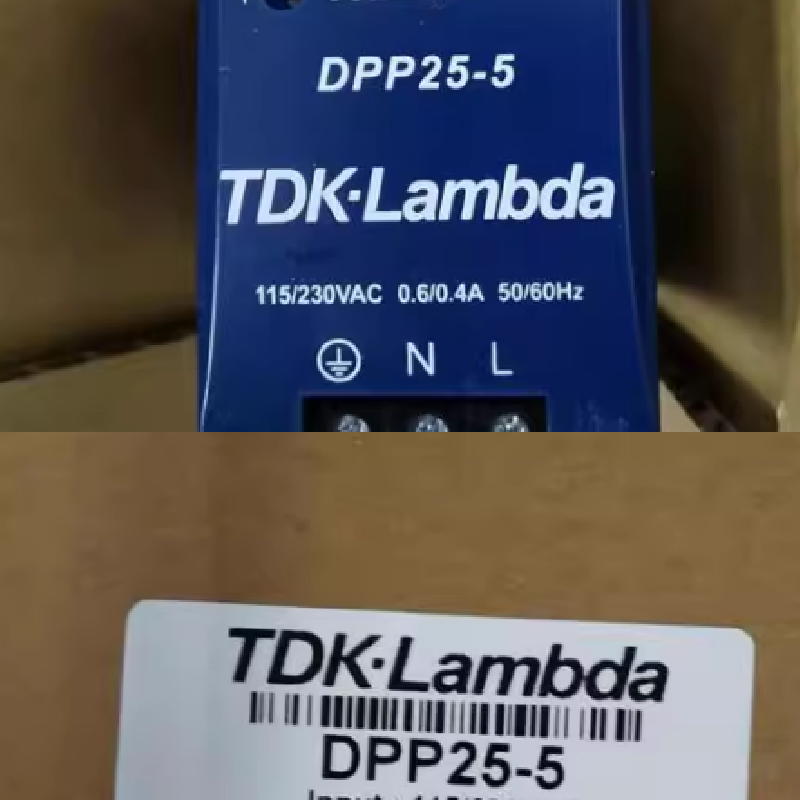 DPP25-5
TDK·Lambda
115/230VAC 0.6/0.4A 50/60Hz
N L
TDK·Lambda
DPP25-5